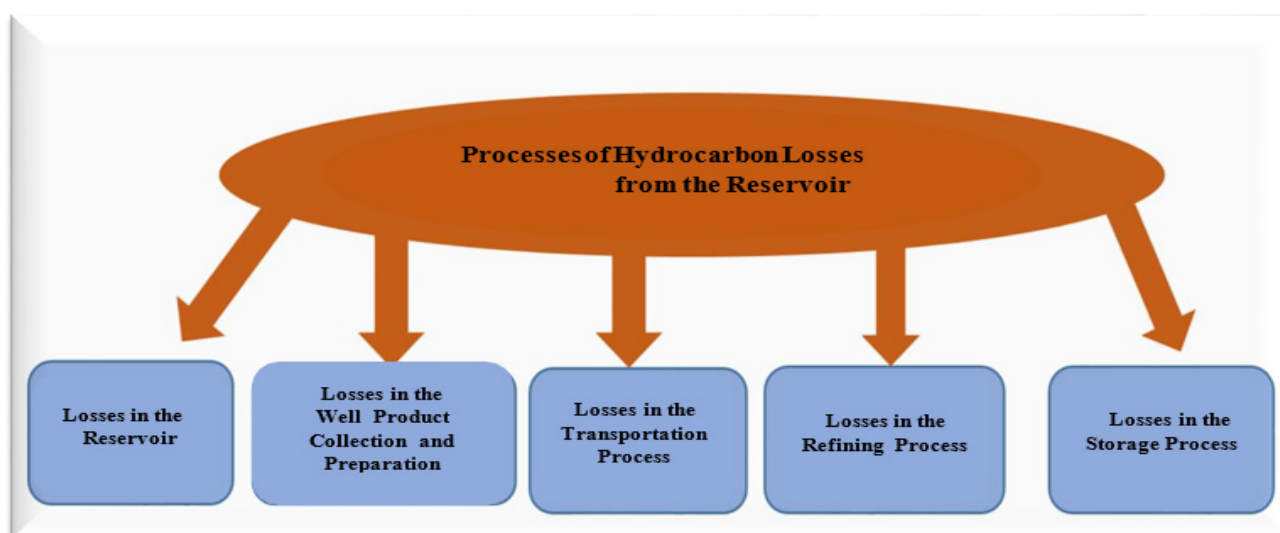 Processes of Hydrocarbon Losses
from the Reservoir
Losses in the
Reservoir
Losses in the
Well Product
Collection and
Preparation
Losses in the
Transportation
Process
Losses in the
Refining Process
Losses in the
Storage Process